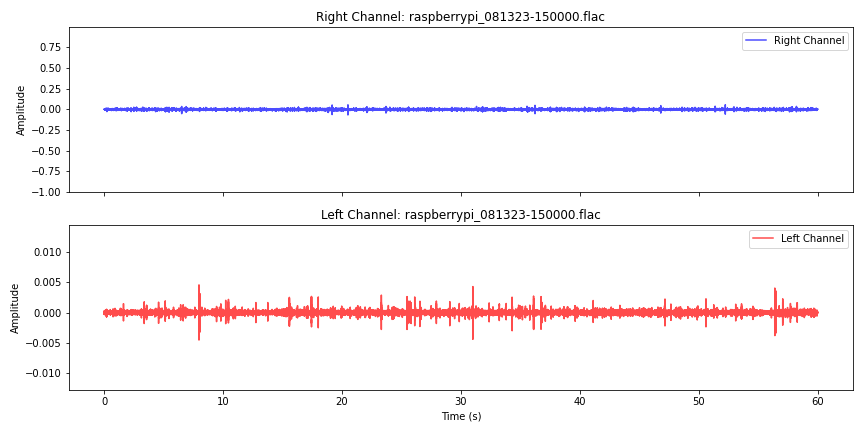 Right Channel: raspberrypi_081323-150000.flac
Right Channel
Amplitude
0.75
0.50
0.25
0.00
−0.25
−0.50
−0.75
−1.00
Left Channel: raspberrypi_081323-150000.flac
Left Channel
Amplitude
0.010
0.005
0.000
−0.005
−0.010
0 10 20 30 40 50 60
Time (s)